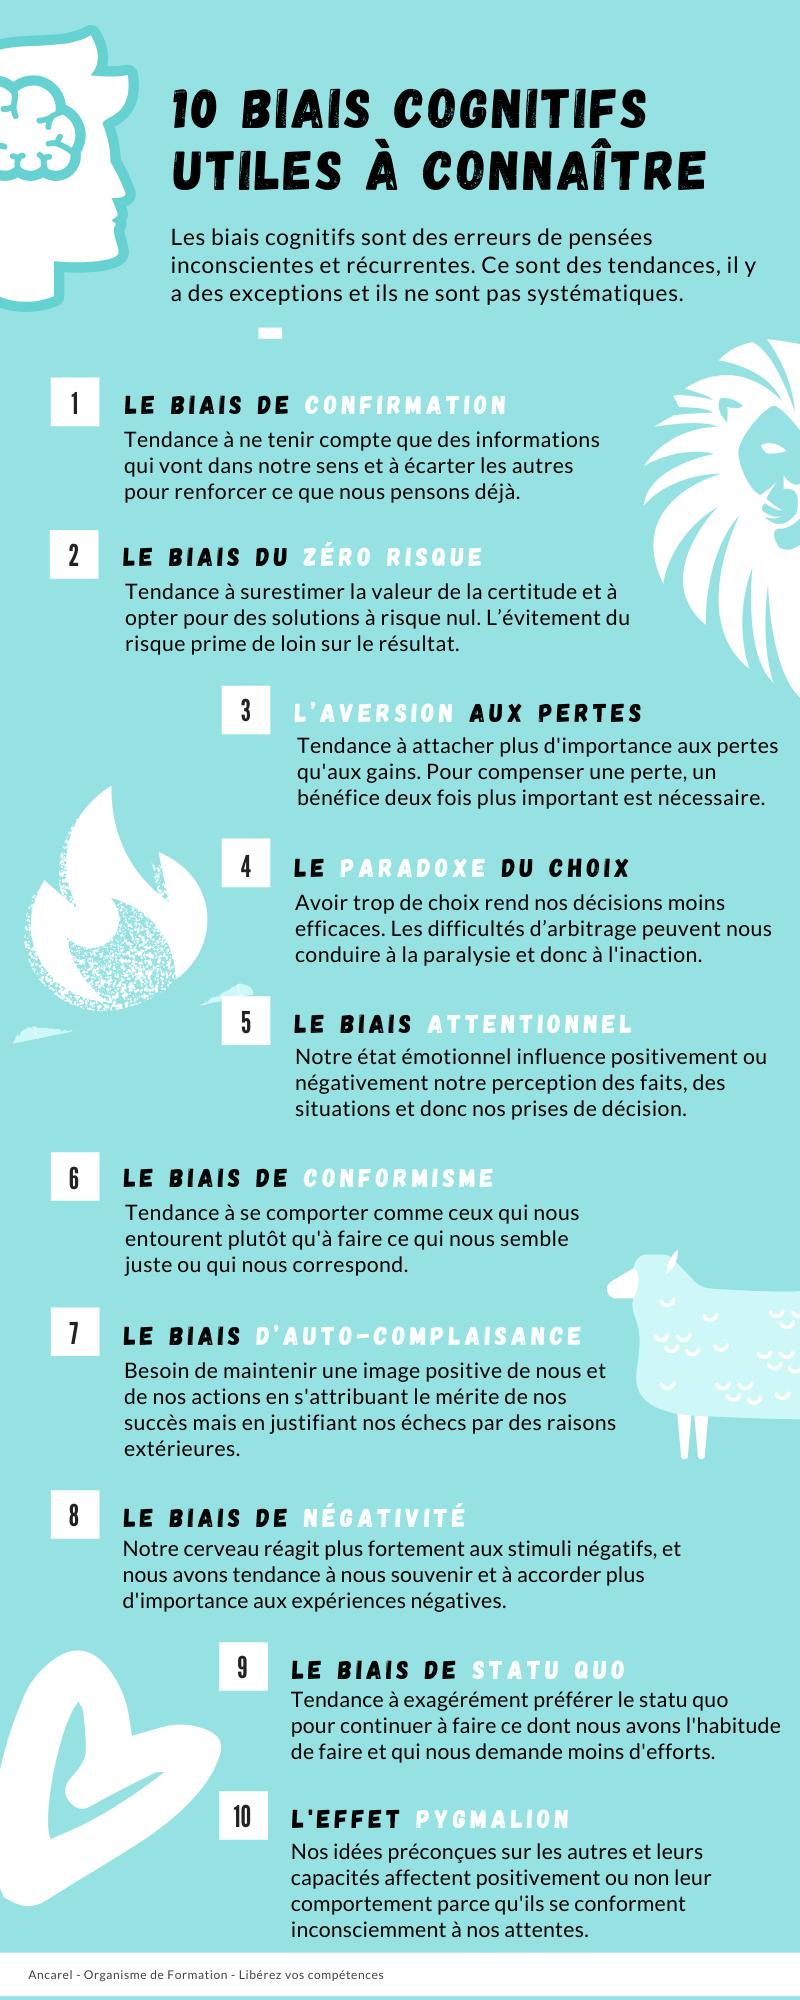 10 BIAIS COGNITIFS
UTILES À CONNAÎTRE
Les biais cognitifs sont des erreurs de pensées
inconscientes et récurrentes. Ce sont des tendances, il y
a des exceptions et ils ne sont pas systématiques.
1
LE BIAIS DE CONFIRMATION
Tendance à ne tenir compte que des informations
qui vont dans notre sens et à écarter les autres
pour renforcer ce que nous pensons déjà.
2
LE BIAIS DU ZÉRO RISQUE
Tendance à surestimer la valeur de la certitude et à
opter pour des solutions à risque nul. L’évitement du
risque prime de loin sur le résultat.
3
L’AVERSION AUX PERTES
Tendance à attacher plus d'importance aux pertes
qu'aux gains. Pour compenser une perte, un
bénéfice deux fois plus important est nécessaire.
4
LE PARADOXE DU CHOIX
Avoir trop de choix rend nos décisions moins
efficaces. Les difficultés d’arbitrage peuvent nous
conduire à la paralysie et donc à l'inaction.
5
LE BIAIS ATTENTIONNEL
Notre état émotionnel influence positivement ou
négativement notre perception des faits, des
situations et donc nos prises de décision.
6
LE BIAIS DE CONFORMISME
Tendance à se comporter comme ceux qui nous
entourent plutôt qu'à faire ce qui nous semble
juste ou qui nous correspond.
7
LE BIAIS D'AUTO-COMPLAISANCE
Besoin de maintenir une image positive de nous et
de nos actions en s'attribuant le mérite de nos
succès mais en justifiant nos échecs par des raisons
extérieures.
8
LE BIAIS DE NÉGATIVITÉ
Notre cerveau réagit plus fortement aux stimuli négatifs, et
nous avons tendance à nous souvenir et à accorder plus
d'importance aux expériences négatives.
9
LE BIAIS DE STATU QUO
Tendance à exagérément préférer le statu quo
pour continuer à faire ce dont nous avons l'habitude
de faire et qui nous demande moins d'efforts.
10
L'EFFET PYGMALION
Nos idées préconçues sur les autres et leurs
capacités affectent positivement ou non leur
comportement parce qu'ils se conforment
inconsciemment à nos attentes.
Ancarel - Organisme de Formation - Libérez vos compétences